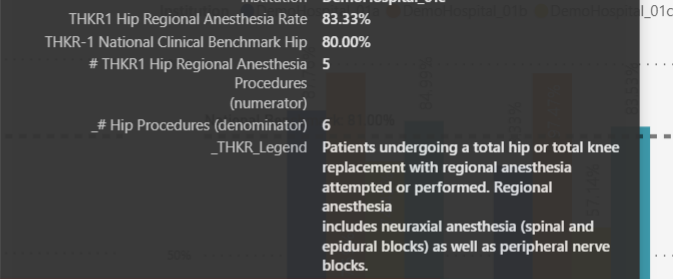 Institution DemoHospital_01c
DemoHospital_01b DemoHospital_01c
THKR1 Hip Regional Anesthesia Rate 83.33%
THKR-1 National Clinical Benchmark Hip 80.00%
# THKR1 Hip Regional Anesthesia 5
Procedures
(numerator)
_# Hip Procedures (denominator) 6
_THKR_Legend Patients undergoing a total hip or total knee
replacement with regional anesthesia
attempted or performed. Regional
anesthesia
includes neuraxial anesthesia (spinal and
epidural blocks) as well as peripheral nerve
blocks.